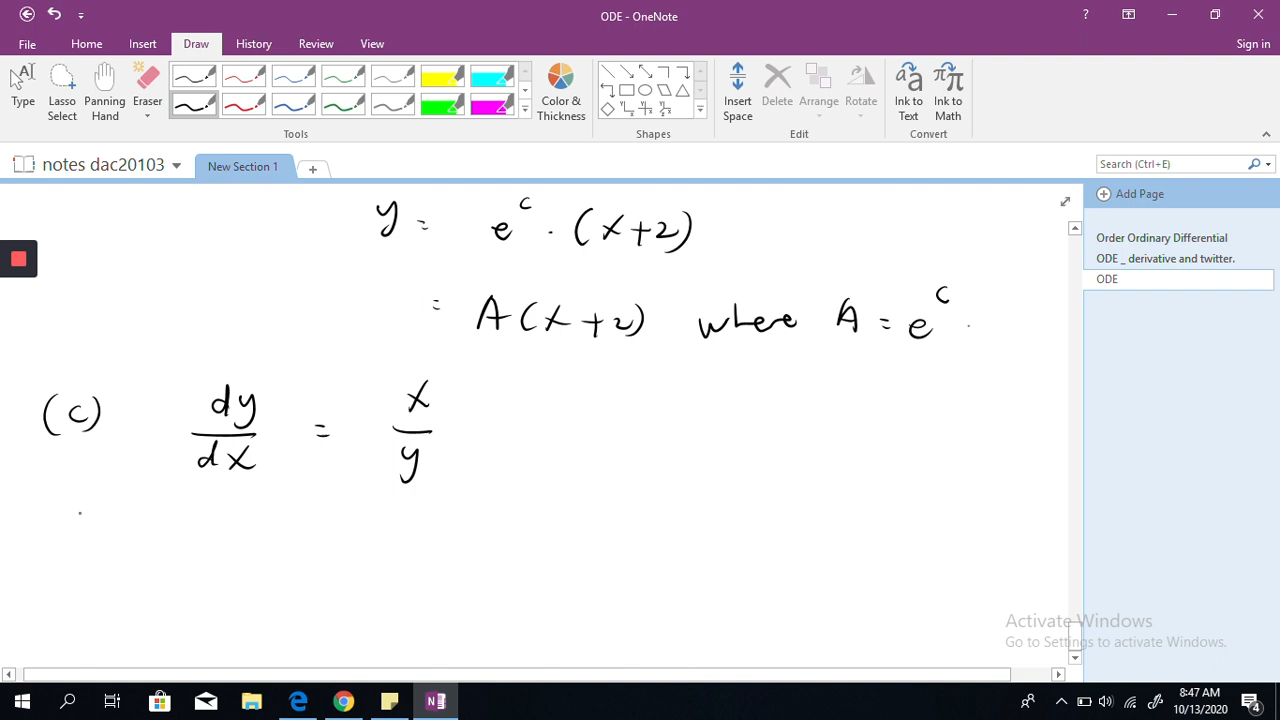 ODE - OneNote
?
File Home Insert Draw History Review View Sign in
Type
Lasso Select
Panning Hand
Eraser
Color & Thickness
Insert Space
Delete
Arrange
Rotate
Ink to Text
Ink to Math
Tools Shapes Edit Convert
notes dac20103 New Section 1 + Search (Ctrl+E)
Add Page
Order Ordinary Differential
ODE _ derivative and twitter.
ODE
y = e^c . (x+2)
= A(x+2) where A = e^c .
(c) dy/dx = x/y
Activate Windows
Go to Settings to activate Windows.
8:47 AM
10/13/2020
4